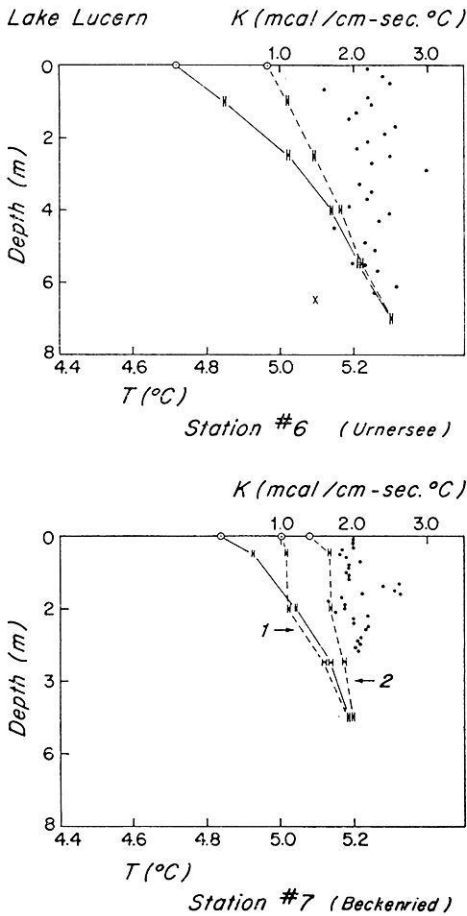 Lake Lucern K (mcal/cm-sec.°C)
1.0 2.0 3.0
0
2
4
6
8
Depth (m)
x
4.4 4.6 4.8 5.0 5.2
T (°C)
Station #6 (Urnersee)
K (mcal/cm-sec.°C)
1.0 2.0 3.0
0
2
4
6
8
Depth (m)
1
2
4.4 4.6 4.8 5.0 5.2
T (°C)
Station #7 (Beckenried)